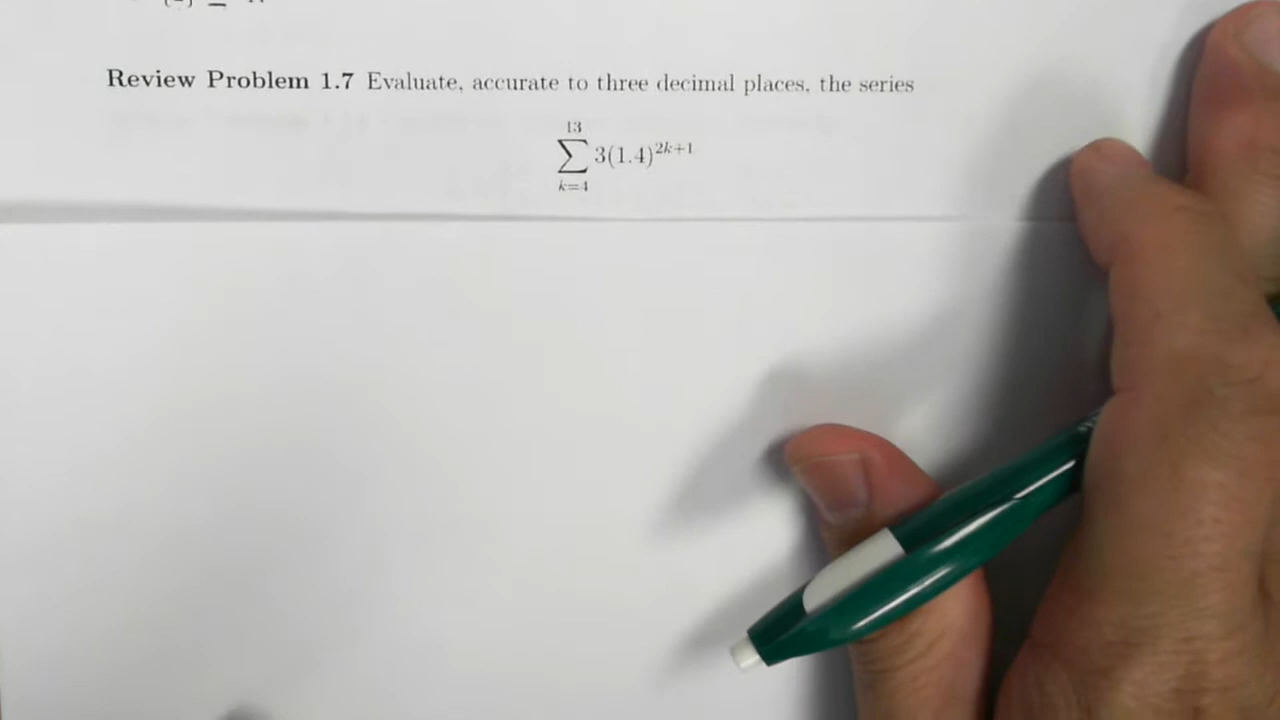 Review Problem 1.7 Evaluate, accurate to three decimal places, the series
13
∑ 3(1.4)^{2k+1}
k=4